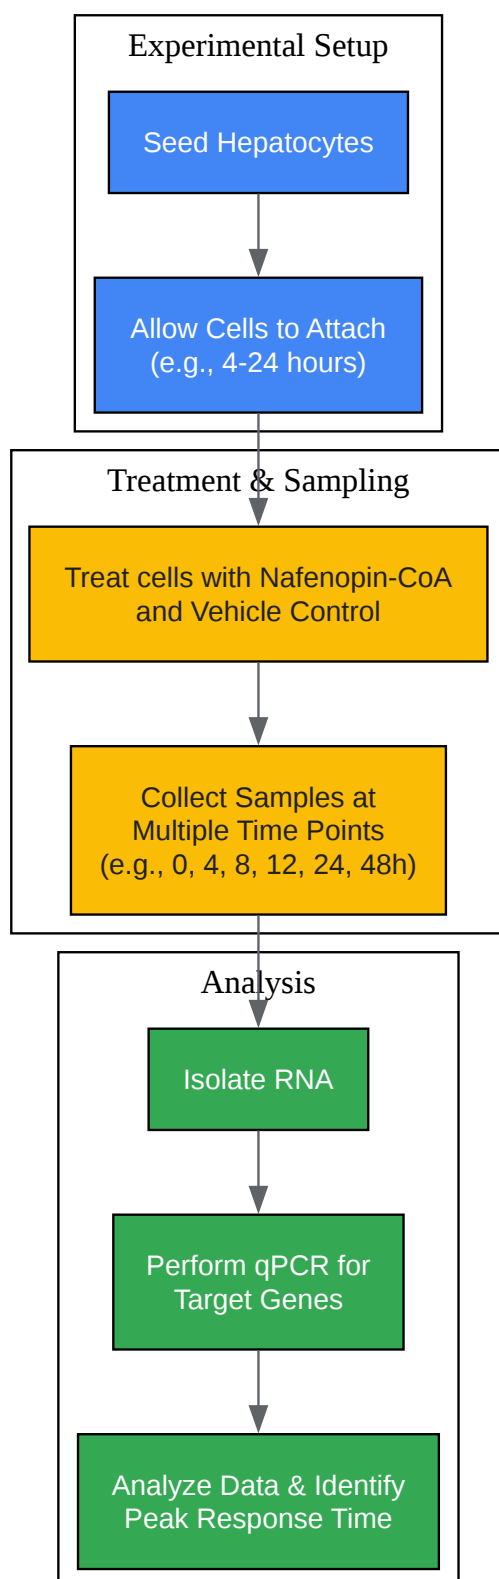 Experimental Setup
Seed Hepatocytes
Allow Cells to Attach
(e.g., 4-24 hours)
Treatment & Sampling
Treat cells with Nafenopin-CoA
and Vehicle Control
Collect Samples at
Multiple Time Points
(e.g., 0, 4, 8, 12, 24, 48h)
Analysis
Isolate RNA
Perform qPCR for
Target Genes
Analyze Data & Identify
Peak Response Time